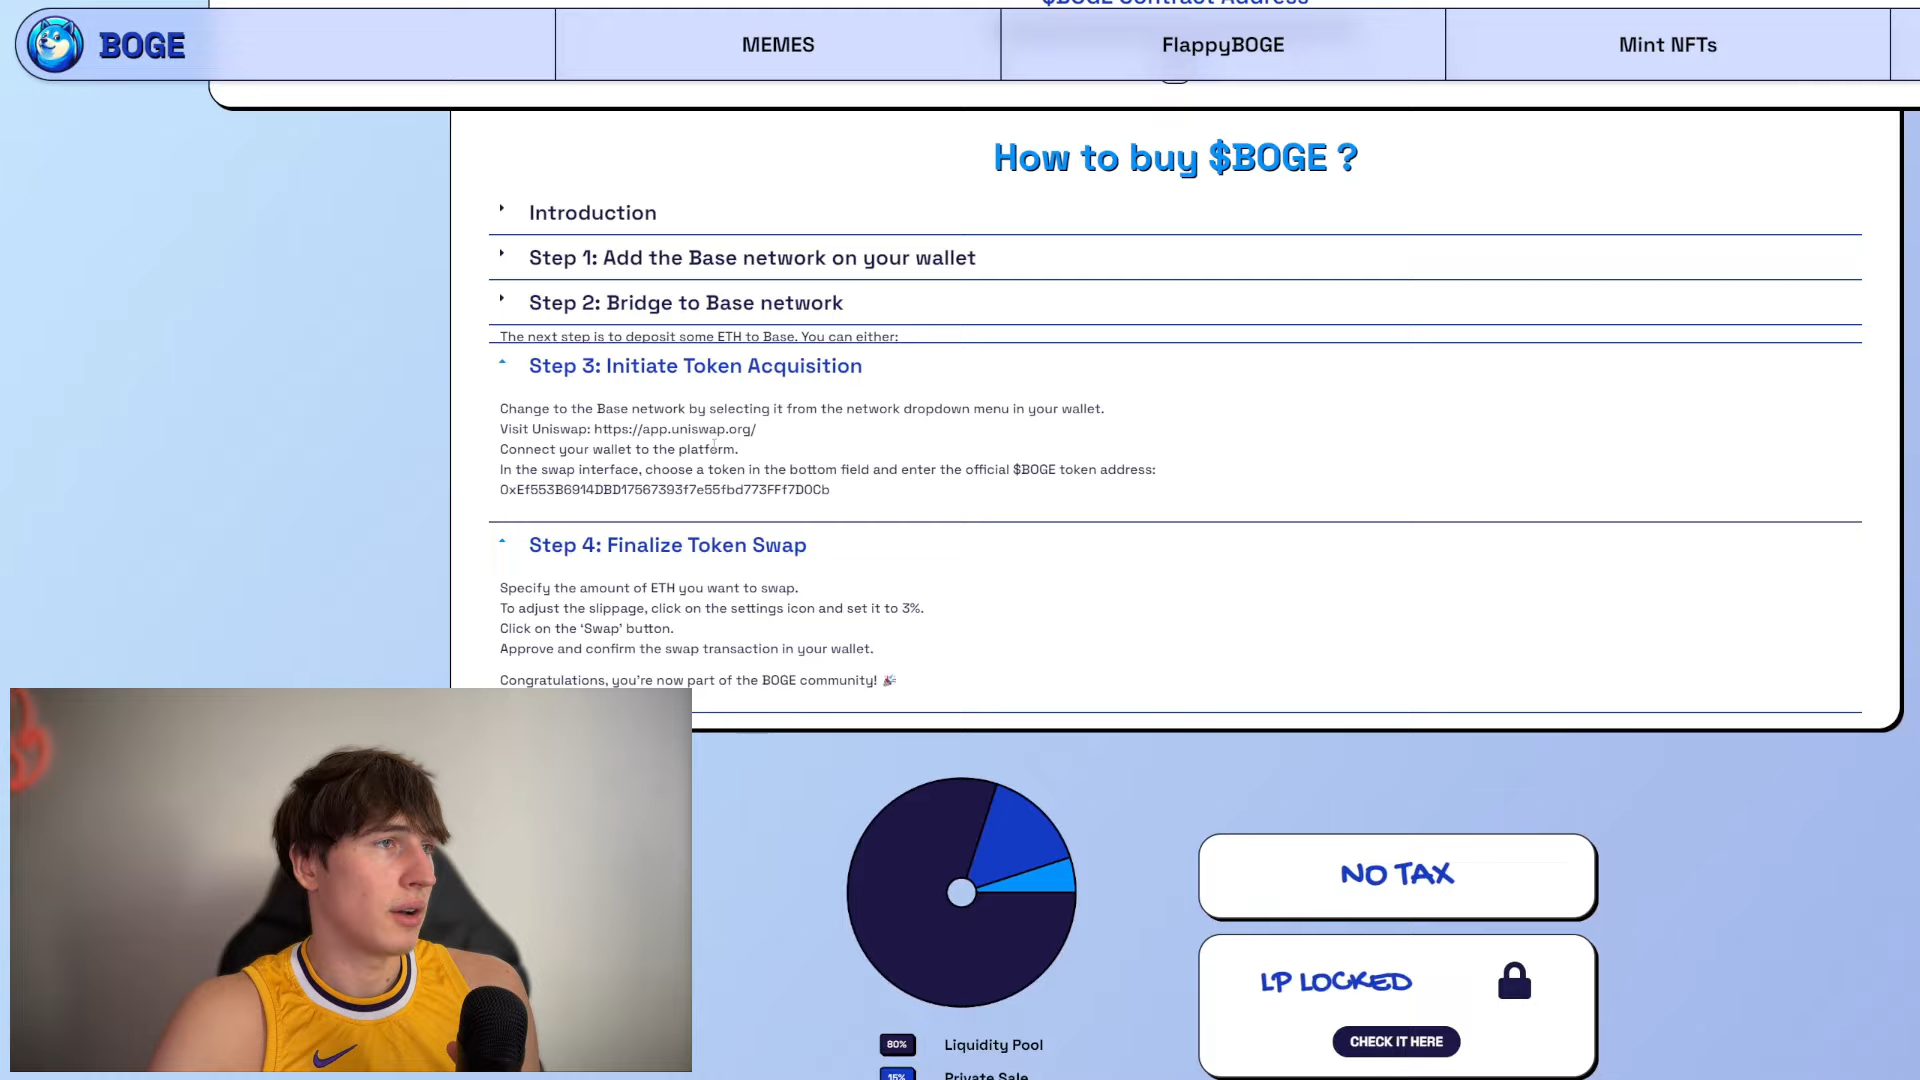 $BOGE Contract Address
BOGE
MEMES
FlappyBOGE
Mint NFTs
How to buy $BOGE ?
Introduction
Step 1: Add the Base network on your wallet
Step 2: Bridge to Base network
The next step is to deposit some ETH to Base. You can either:
Step 3: Initiate Token Acquisition
Change to the Base network by selecting it from the network dropdown menu in your wallet.
Visit Uniswap: https://app.uniswap.org/
Connect your wallet to the platform.
In the swap interface, choose a token in the bottom field and enter the official $BOGE token address:
0xEf553B6914DBD17567393f7e55fbd773FFf7D0Cb
Step 4: Finalize Token Swap
Specify the amount of ETH you want to swap.
To adjust the slippage, click on the settings icon and set it to 3%.
Click on the ‘Swap’ button.
Approve and confirm the swap transaction in your wallet.
Congratulations, you're now part of the BOGE community! 🎉
NO TAX
LP LOCKED
CHECK IT HERE
80% Liquidity Pool
15% Private Sale